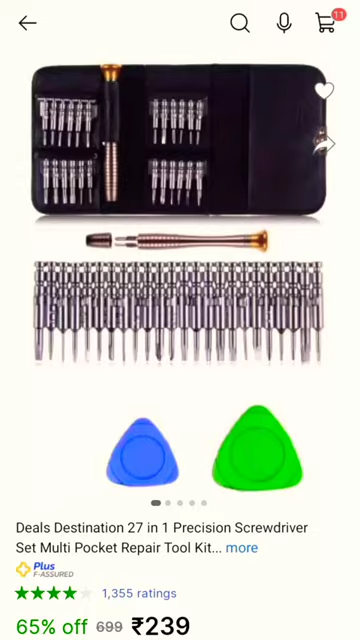 11
Deals Destination 27 in 1 Precision Screwdriver
Set Multi Pocket Repair Tool Kit... more
Plus
F-ASSURED
1,355 ratings
65% off 699 ₹239